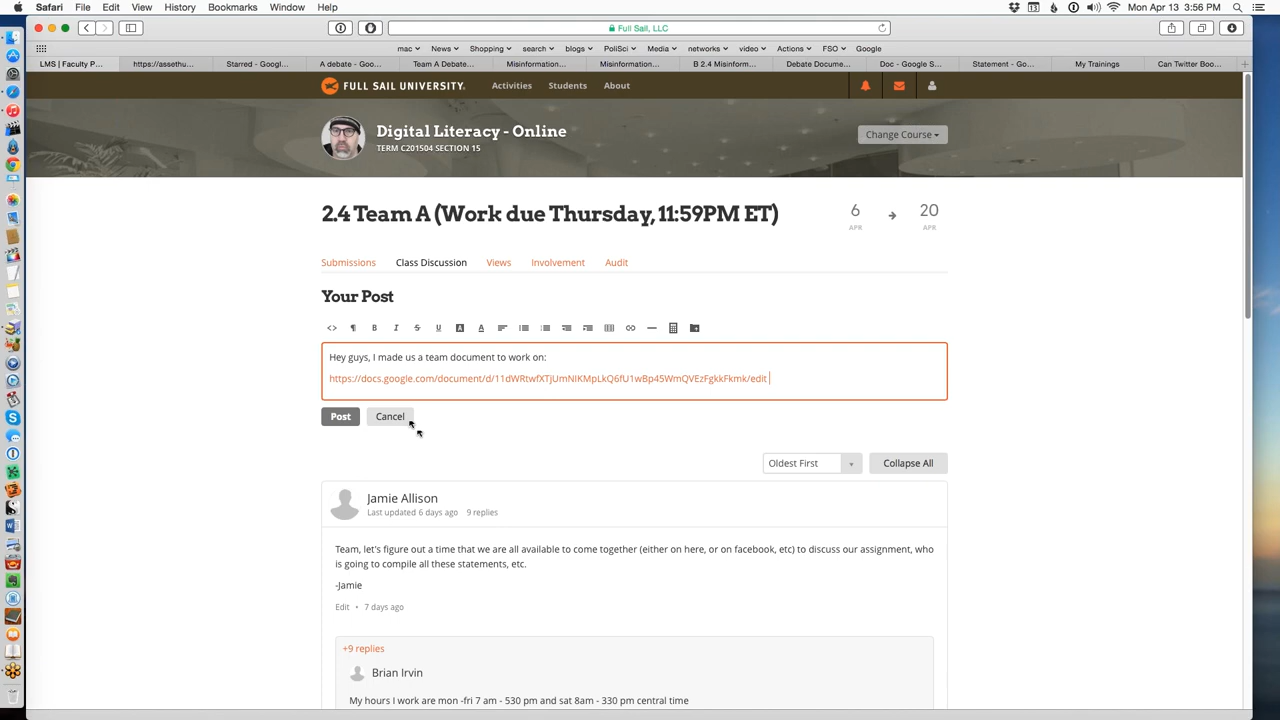 Safari File Edit View History Bookmarks Window Help Mon Apr 13 3:56 PM
Full Sail, LLC
mac News Shopping search blogs PoliSci Media networks video Actions FSO Google
LMS | Faculty P... https://assethu... Starred - Googl... A debate - Goo... Team A Debate... Misinformation... Misinformation... B 2.4 Misinform... Debate Docume... Doc - Google S... Statement - Go... My Trainings Can Twitter Boo...
FULL SAIL UNIVERSITY. Activities Students About
Digital Literacy - Online
Change Course
TERM C201504 SECTION 15
2.4 Team A (Work due Thursday, 11:59PM ET)
6 → 20
APR APR
Submissions Class Discussion Views Involvement Audit
Your Post
Hey guys, I made us a team document to work on:
https://docs.google.com/document/d/11dWRtwfXTjUmNIKMpLkQ6fU1wBp45WmQVEzFgkkFkmk/edit
Post Cancel
Oldest First Collapse All
Jamie Allison
Last updated 6 days ago 9 replies
Team, let's figure out a time that we are all available to come together (either on here, or on facebook, etc) to discuss our assignment, who
is going to compile all these statements, etc.
-Jamie
Edit • 7 days ago
+9 replies
Brian Irvin
My hours I work are mon -fri 7 am - 530 pm and sat 8am - 330 pm central time